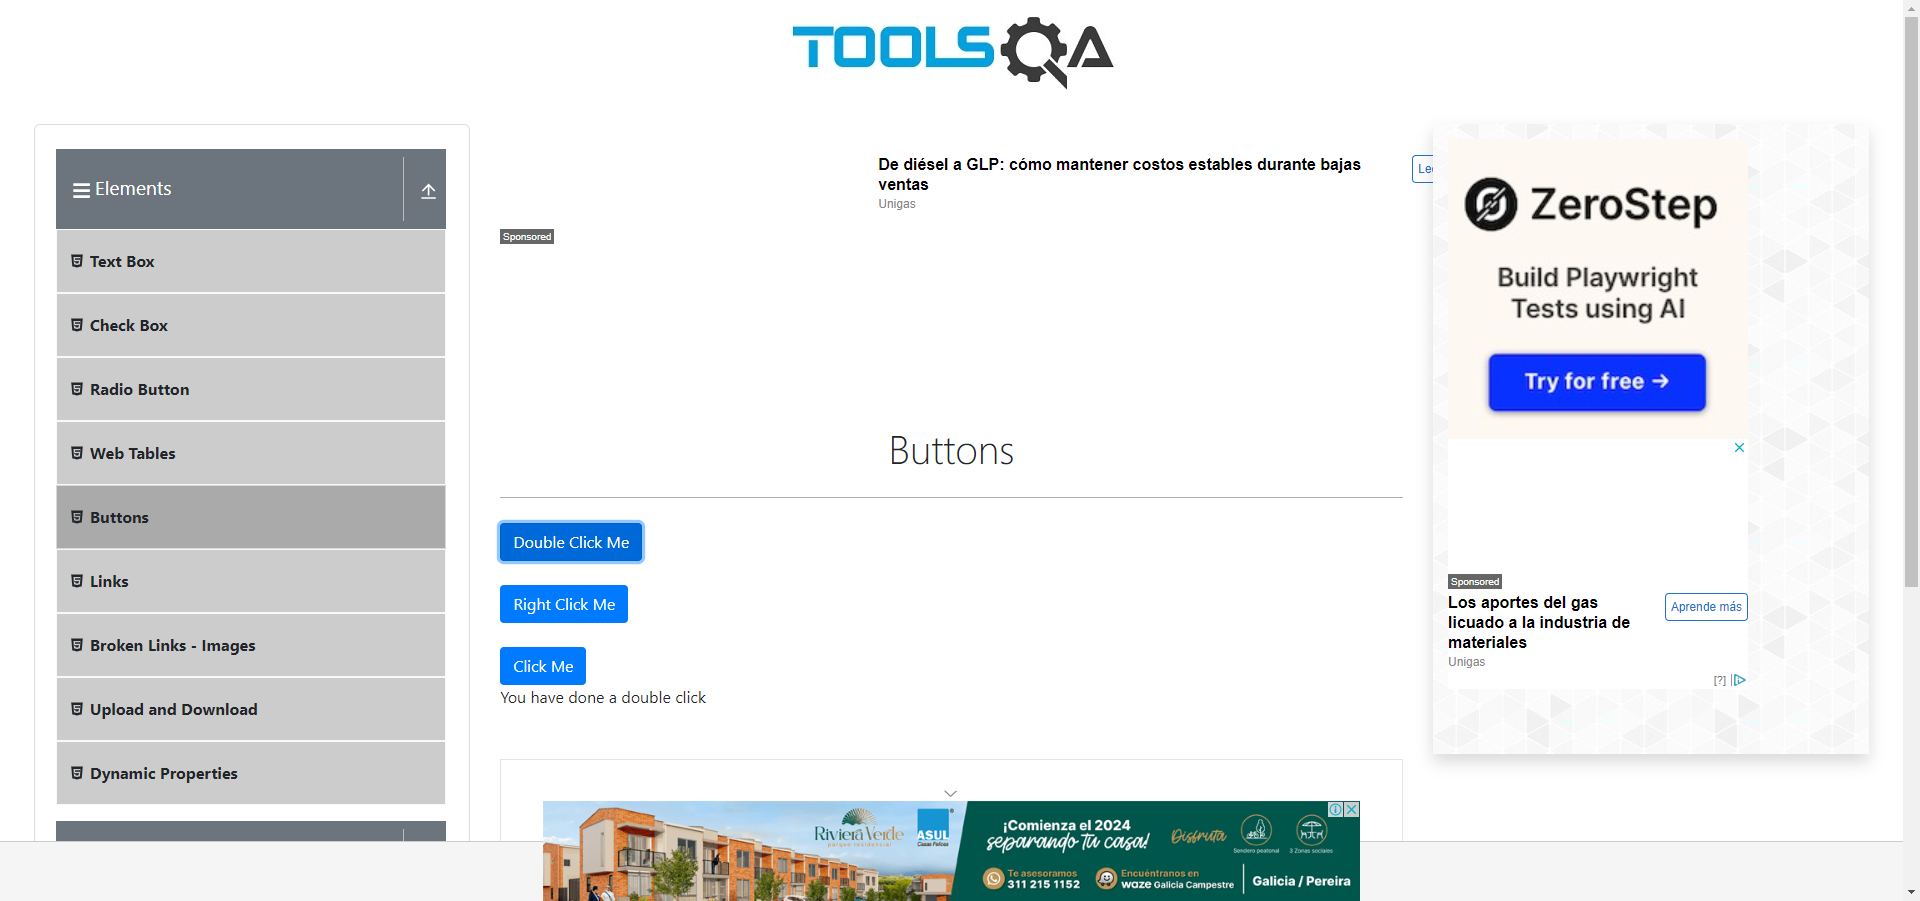 TOOLSQA
Elements
Text Box
Check Box
Radio Button
Web Tables
Buttons
Links
Broken Links - Images
Upload and Download
Dynamic Properties
De diésel a GLP: cómo mantener costos estables durante bajas
ventas
Unigas
Sponsored
Buttons
Double Click Me
Right Click Me
Click Me
You have done a double click
ZeroStep
Build Playwright
Tests using AI
Try for free →
Sponsored
Los aportes del gas
licuado a la industria de
materiales
Unigas
Aprende más
[?]
Riviera Verde
parque residencial
ASUL
Casas Felices
¡Comienza el 2024
separando tu casa!
Disfruta
Sendero peatonal
3 Zonas sociales
Te asesoramos
311 215 1152
Encuéntranos en
waze Galicia Campestre
Galicia / Pereira